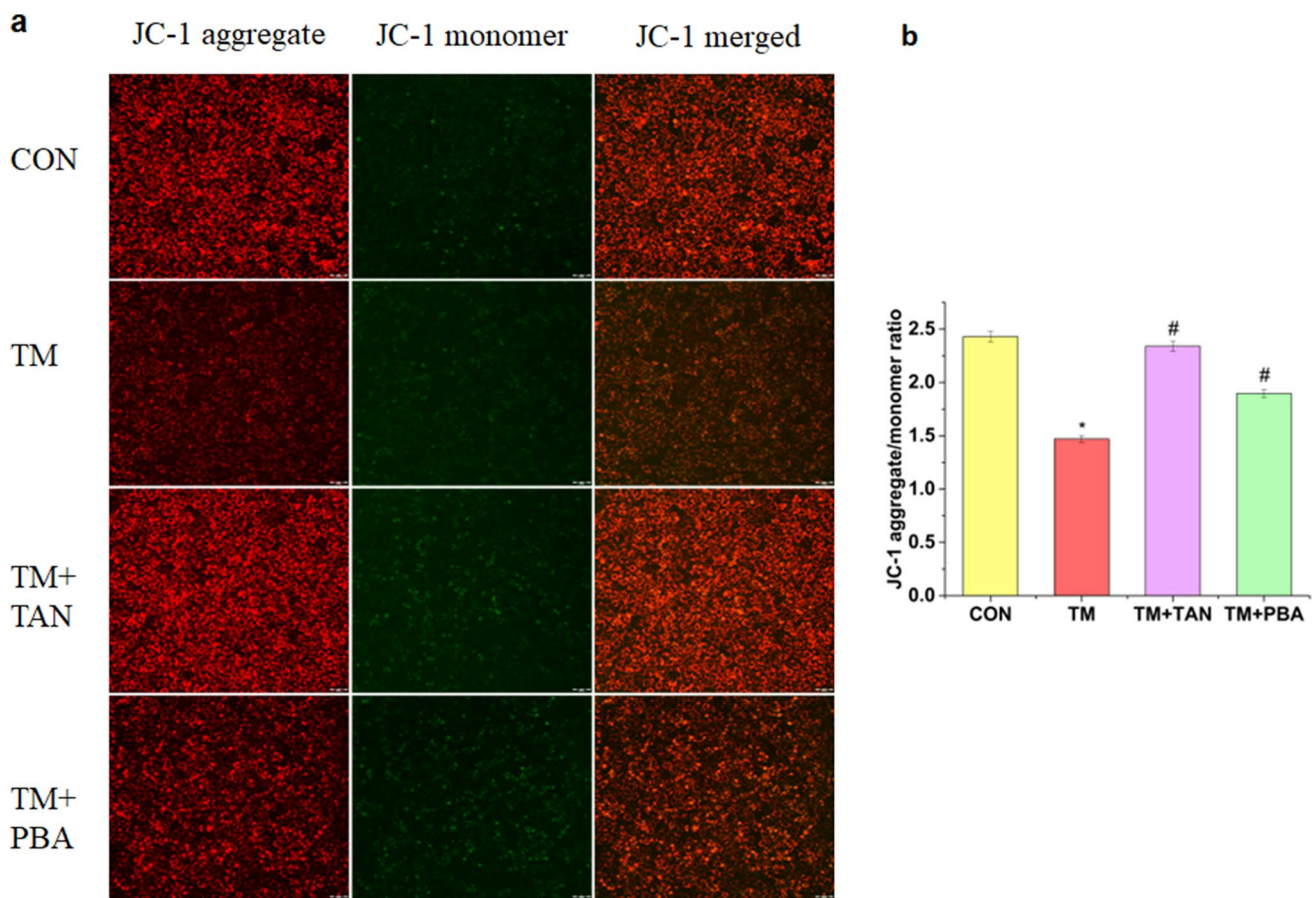 a
JC-1 aggregate JC-1 monomer JC-1 merged
CON
TM
TM+
TAN
TM+
PBA
b
JC-1 aggregate/monomer ratio
2.5
2.0
1.5
1.0
0.5
0.0
*
#
#
CON TM TM+TAN TM+PBA